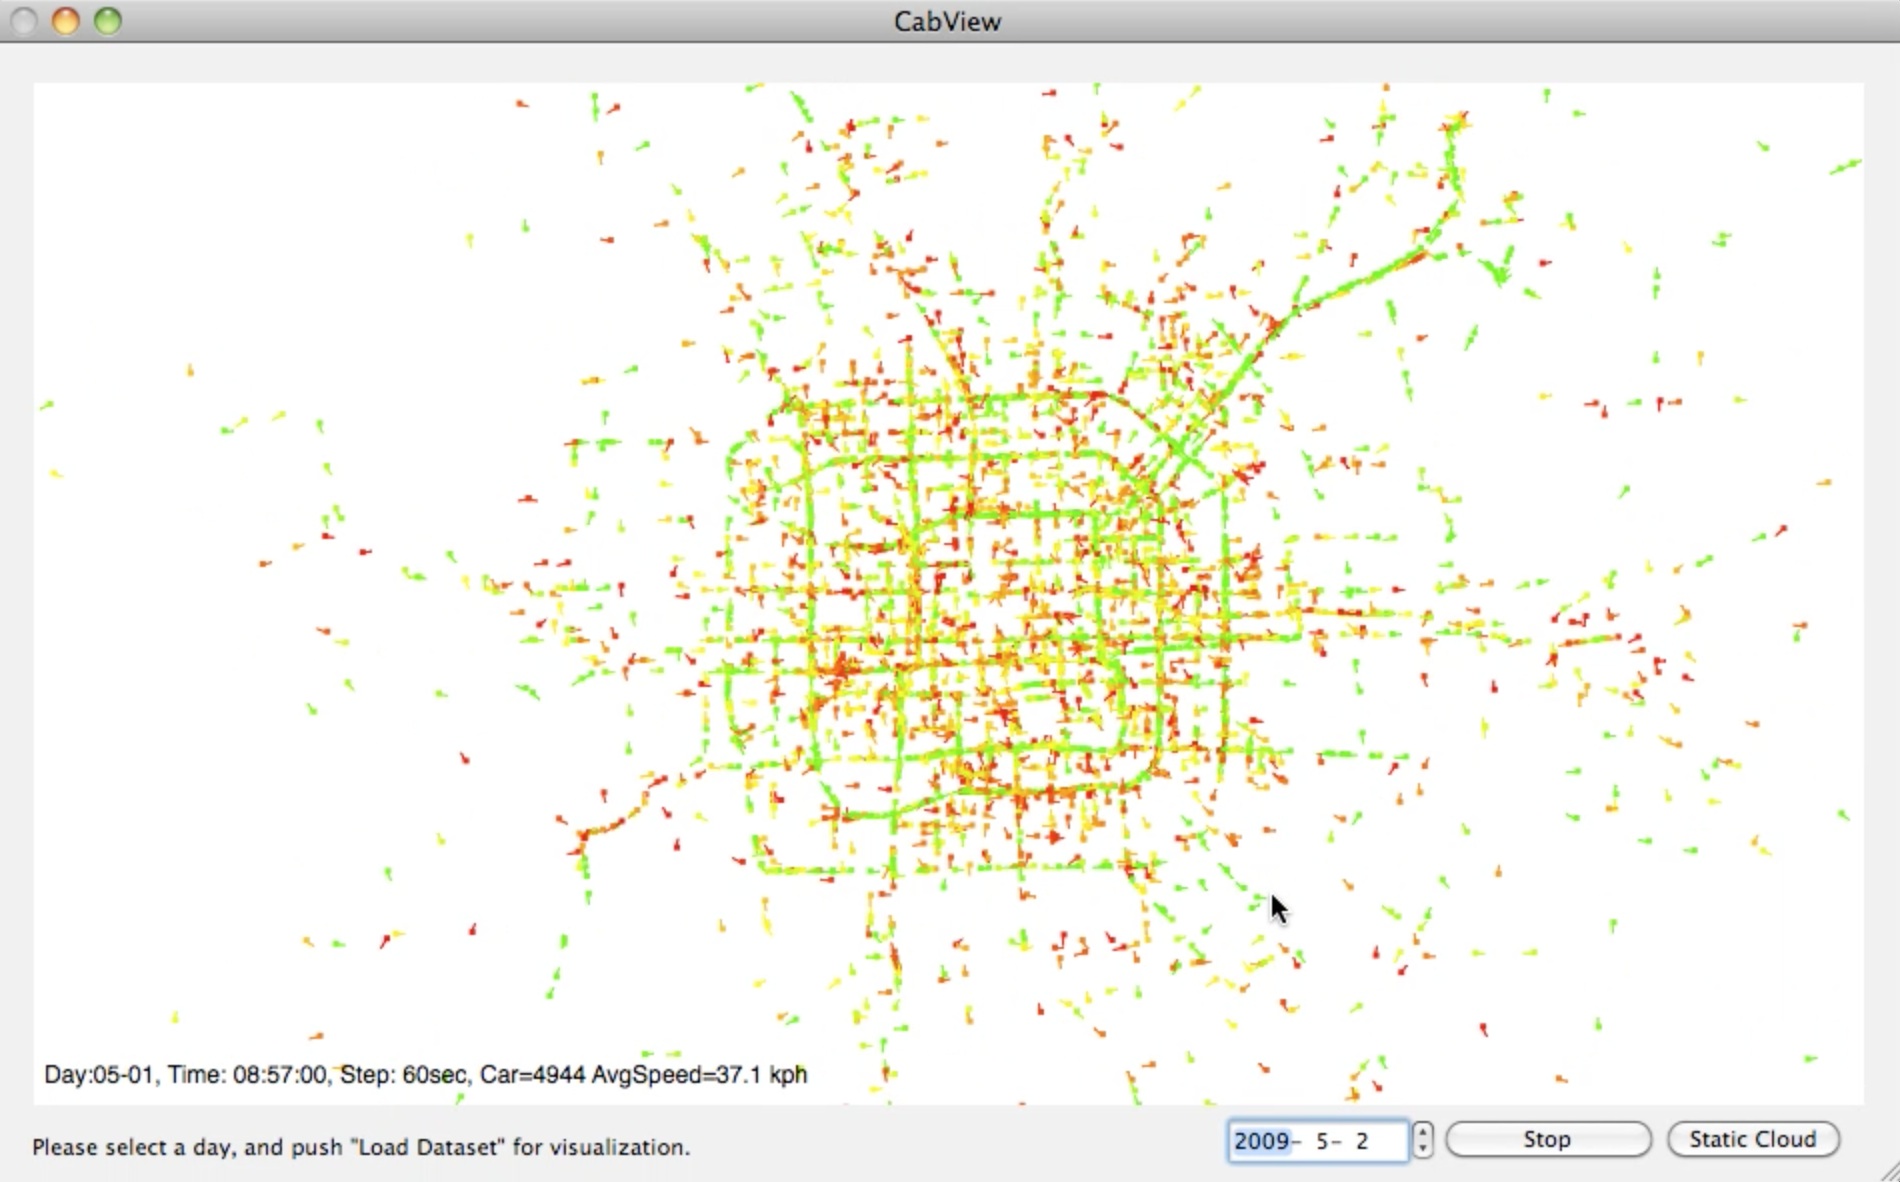 CabView
Day:05-01, Time: 08:57:00, Step: 60sec, Car=4944 AvgSpeed=37.1 kph
Please select a day, and push "Load Dataset" for visualization.
2009- 5- 2
Stop
Static Cloud